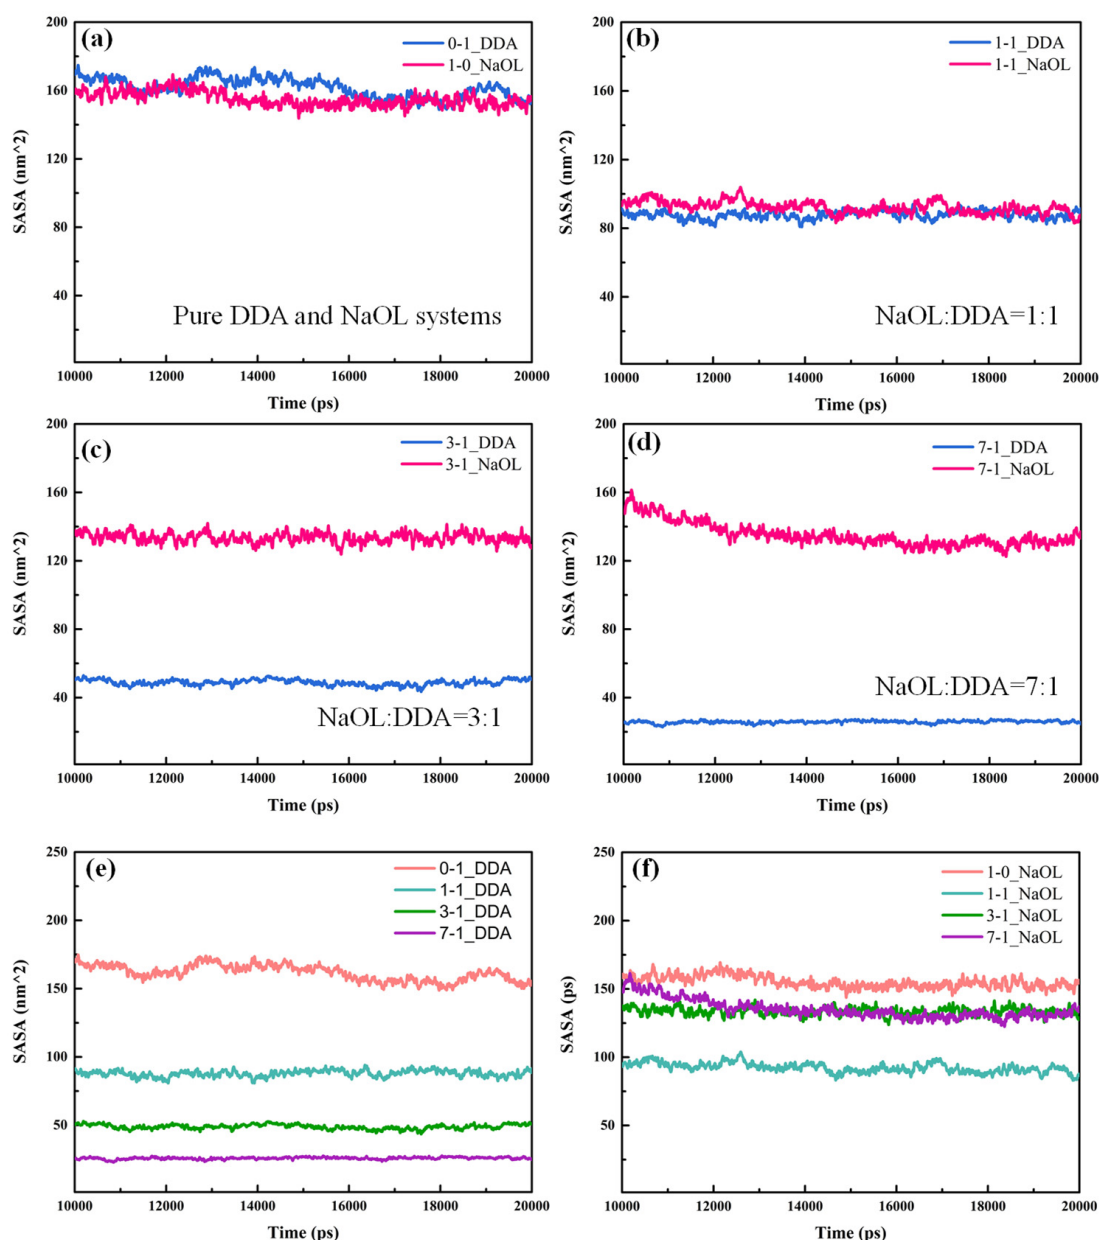 (a)
0-1_DDA
1-0_NaOL
200
160
120
80
40
SASA (nm^2)
Pure DDA and NaOL systems
10000 12000 14000 16000 18000 20000
Time (ps)
(b)
1-1_DDA
1-1_NaOL
200
160
120
80
40
SASA (nm^2)
NaOL:DDA=1:1
10000 12000 14000 16000 18000 20000
Time (ps)
(c)
3-1_DDA
3-1_NaOL
200
160
120
80
40
SASA (nm^2)
NaOL:DDA=3:1
10000 12000 14000 16000 18000 20000
Time (ps)
(d)
7-1_DDA
7-1_NaOL
200
160
120
80
40
SASA (nm^2)
NaOL:DDA=7:1
10000 12000 14000 16000 18000 20000
Time (ps)
(e)
0-1_DDA
1-1_DDA
3-1_DDA
7-1_DDA
250
200
150
100
50
SASA (nm^2)
10000 12000 14000 16000 18000 20000
Time (ps)
(f)
1-0_NaOL
1-1_NaOL
3-1_NaOL
7-1_NaOL
250
200
150
100
50
SASA (ps)
10000 12000 14000 16000 18000 20000
Time (ps)